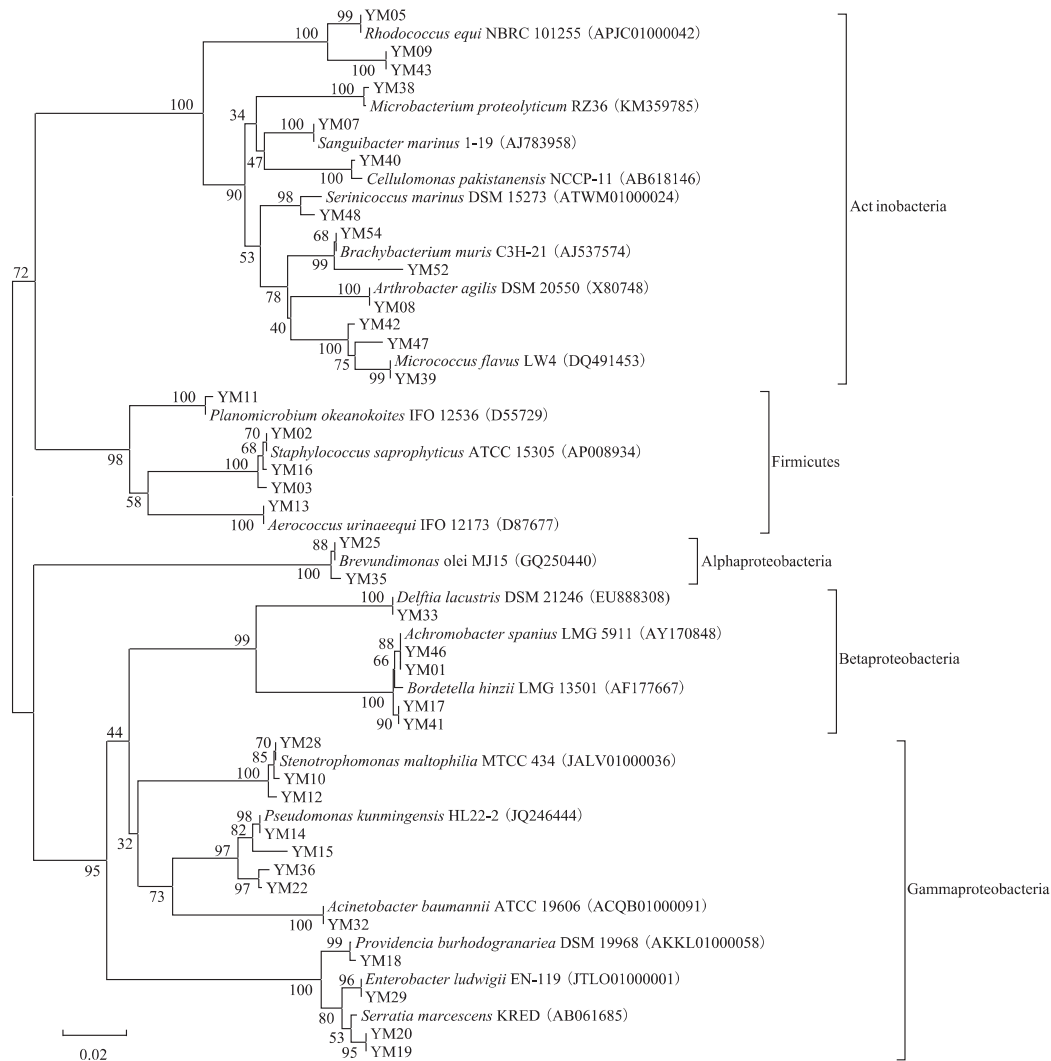 99
YM05
Rhodococcus equi NBRC 101255 (APJC01000042)
100
YM09
100
YM43
100
YM38
100
Microbacterium proteolyticum RZ36 (KM359785)
34
100
YM07
Sanguibacter marinus 1-19 (AJ783958)
47
YM40
100
Cellulomonas pakistanensis NCCP-11 (AB618146)
90
98
Serinicoccus marinus DSM 15273 (ATWM01000024)
YM48
Act inobacteria
68
YM54
53
Brachybacterium muris C3H-21 (AJ537574)
99
YM52
72
78
100
Arthrobacter agilis DSM 20550 (X80748)
YM08
40
YM42
100
YM47
75
Micrococcus flavus LW4 (DQ491453)
99
YM39
100
YM11
Planomicrobium okeanokoites IFO 12536 (D55729)
70
YM02
68
Staphylococcus saprophyticus ATCC 15305 (AP008934)
98
100
YM16
Firmicutes
YM03
58
YM13
100
Aerococcus urinaeequi IFO 12173 (D87677)
88
YM25
Brevundimonas olei MJ15 (GQ250440)
Alphaproteobacteria
100
YM35
100
Delftia lacustris DSM 21246 (EU888308)
YM33
99
Achromobacter spanius LMG 5911 (AY170848)
88
YM46
66
YM01
Betaproteobacteria
Bordetella hinzii LMG 13501 (AF177667)
100
YM17
90
YM41
44
70
YM28
85
Stenotrophomonas maltophilia MTCC 434 (JALV01000036)
100
YM10
YM12
98
Pseudomonas kunmingensis HL22-2 (JQ246444)
82
YM14
32
97
YM15
95
YM36
97
YM22
73
Gammaproteobacteria
Acinetobacter baumannii ATCC 19606 (ACQB01000091)
100
YM32
99
Providencia burhodogranariea DSM 19968 (AKKL01000058)
YM18
100
96
Enterobacter ludwigii EN-119 (JTLO01000001)
YM29
80
Serratia marcescens KRED (AB061685)
53
YM20
95
YM19
0.02